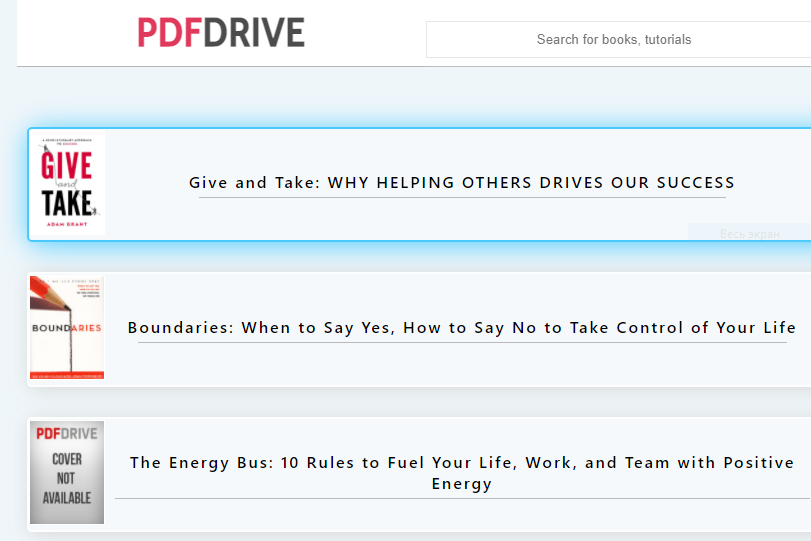 PDFDRIVE
Search for books, tutorials
GIVE
and
TAKE
ADAM GRANT
Give and Take: WHY HELPING OTHERS DRIVES OUR SUCCESS
Весь экран
BOUNDARIES
Boundaries: When to Say Yes, How to Say No to Take Control of Your Life
PDFDRIVE
COVER
NOT
AVAILABLE
The Energy Bus: 10 Rules to Fuel Your Life, Work, and Team with Positive
Energy